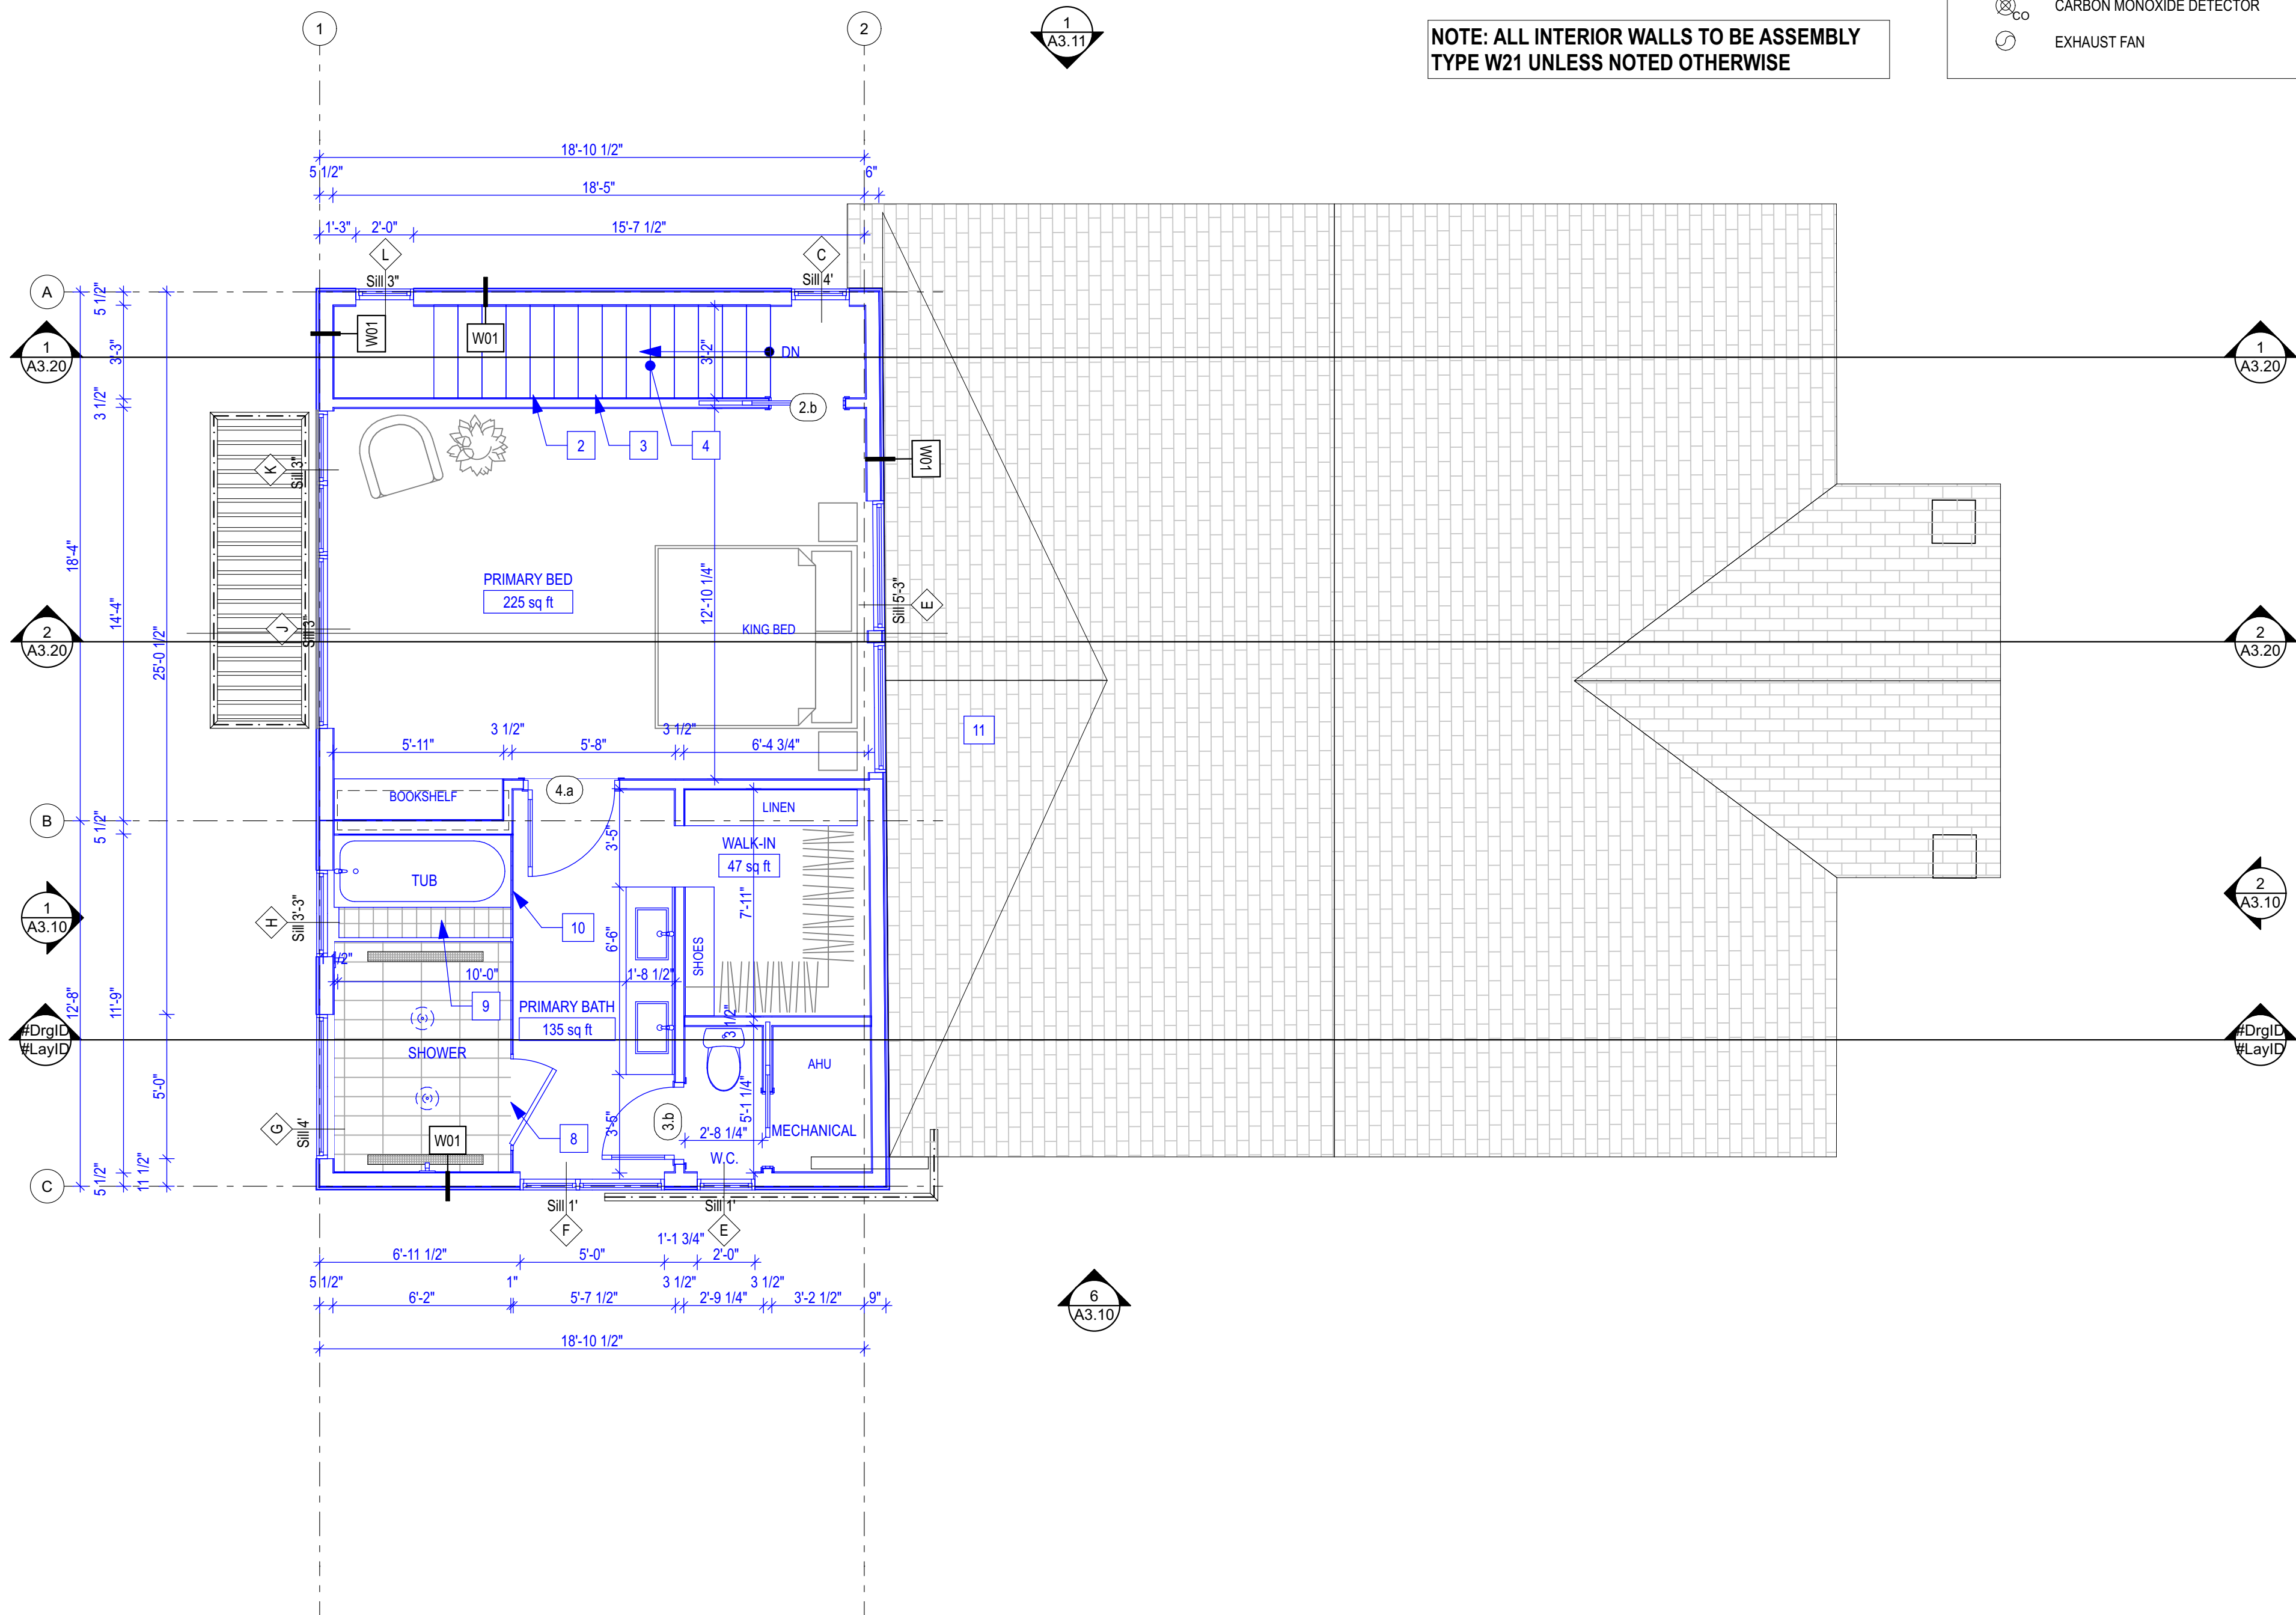 CARBON MONOXIDE DETECTOR
CO
EXHAUST FAN
NOTE: ALL INTERIOR WALLS TO BE ASSEMBLY
TYPE W21 UNLESS NOTED OTHERWISE
1
2
1
A3.11
18'-10 1/2"
5 1/2"
6"
18'-5"
1'-3"
2'-0"
15'-7 1/2"
L
C
Sill 3"
Sill 4'
A
5 1/2"
W01
W01
3'-3"
3'-2"
DN
1
A3.20
1
A3.20
3 1/2"
2.b
2
3
4
W01
K
Sill 3"
18'-4"
14'-4"
25'-0 1/2"
PRIMARY BED
225 sq ft
12'-10 1/4"
Sill 5'-3"
E
J
Sill 3"
KING BED
2
A3.20
2
A3.20
3 1/2"
3 1/2"
5'-11"
5'-8"
6'-4 3/4"
11
BOOKSHELF
4.a
LINEN
B
5 1/2"
3'-5"
WALK-IN
47 sq ft
TUB
7'-11"
1
A3.10
2
A3.10
H
Sill 3'-3"
10
6'-6"
SHOES
1/2"
10'-0"
1'-8 1/2"
9
12'-8"
11'-9"
PRIMARY BATH
135 sq ft
3 1/2"
#DrgID
#LayID
#DrgID
#LayID
SHOWER
AHU
5'-0"
5'-1 1/4"
G
Sill 4'
W01
8
3'-5"
3.b
2'-8 1/4"
MECHANICAL
W.C.
C
5 1/2"
11 1/2"
Sill 1'
Sill 1'
F
E
1'-1 3/4"
6'-11 1/2"
5'-0"
2'-0"
5 1/2"
1"
3 1/2"
3 1/2"
6'-2"
5'-7 1/2"
2'-9 1/4"
3'-2 1/2"
9"
6
A3.10
18'-10 1/2"